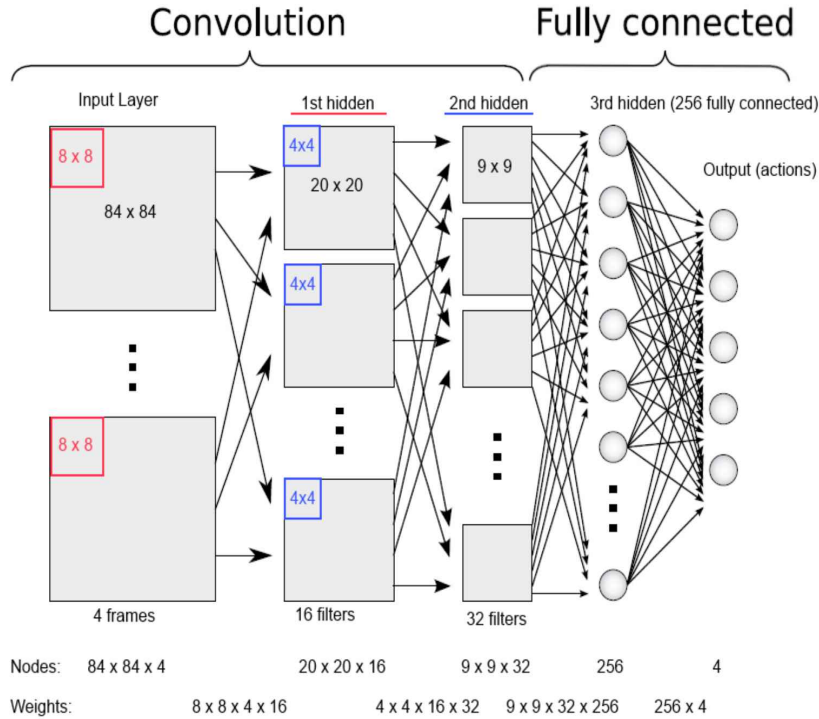 Convolution
Fully connected
Input Layer
1st hidden
2nd hidden
3rd hidden (256 fully connected)
Output (actions)
8 x 8
84 x 84
4x4
20 x 20
9 x 9
4x4
8 x 8
4x4
4 frames
16 filters
32 filters
Nodes: 84 x 84 x 4 20 x 20 x 16 9 x 9 x 32 256 4
Weights: 8 x 8 x 4 x 16 4 x 4 x 16 x 32 9 x 9 x 32 x 256 256 x 4